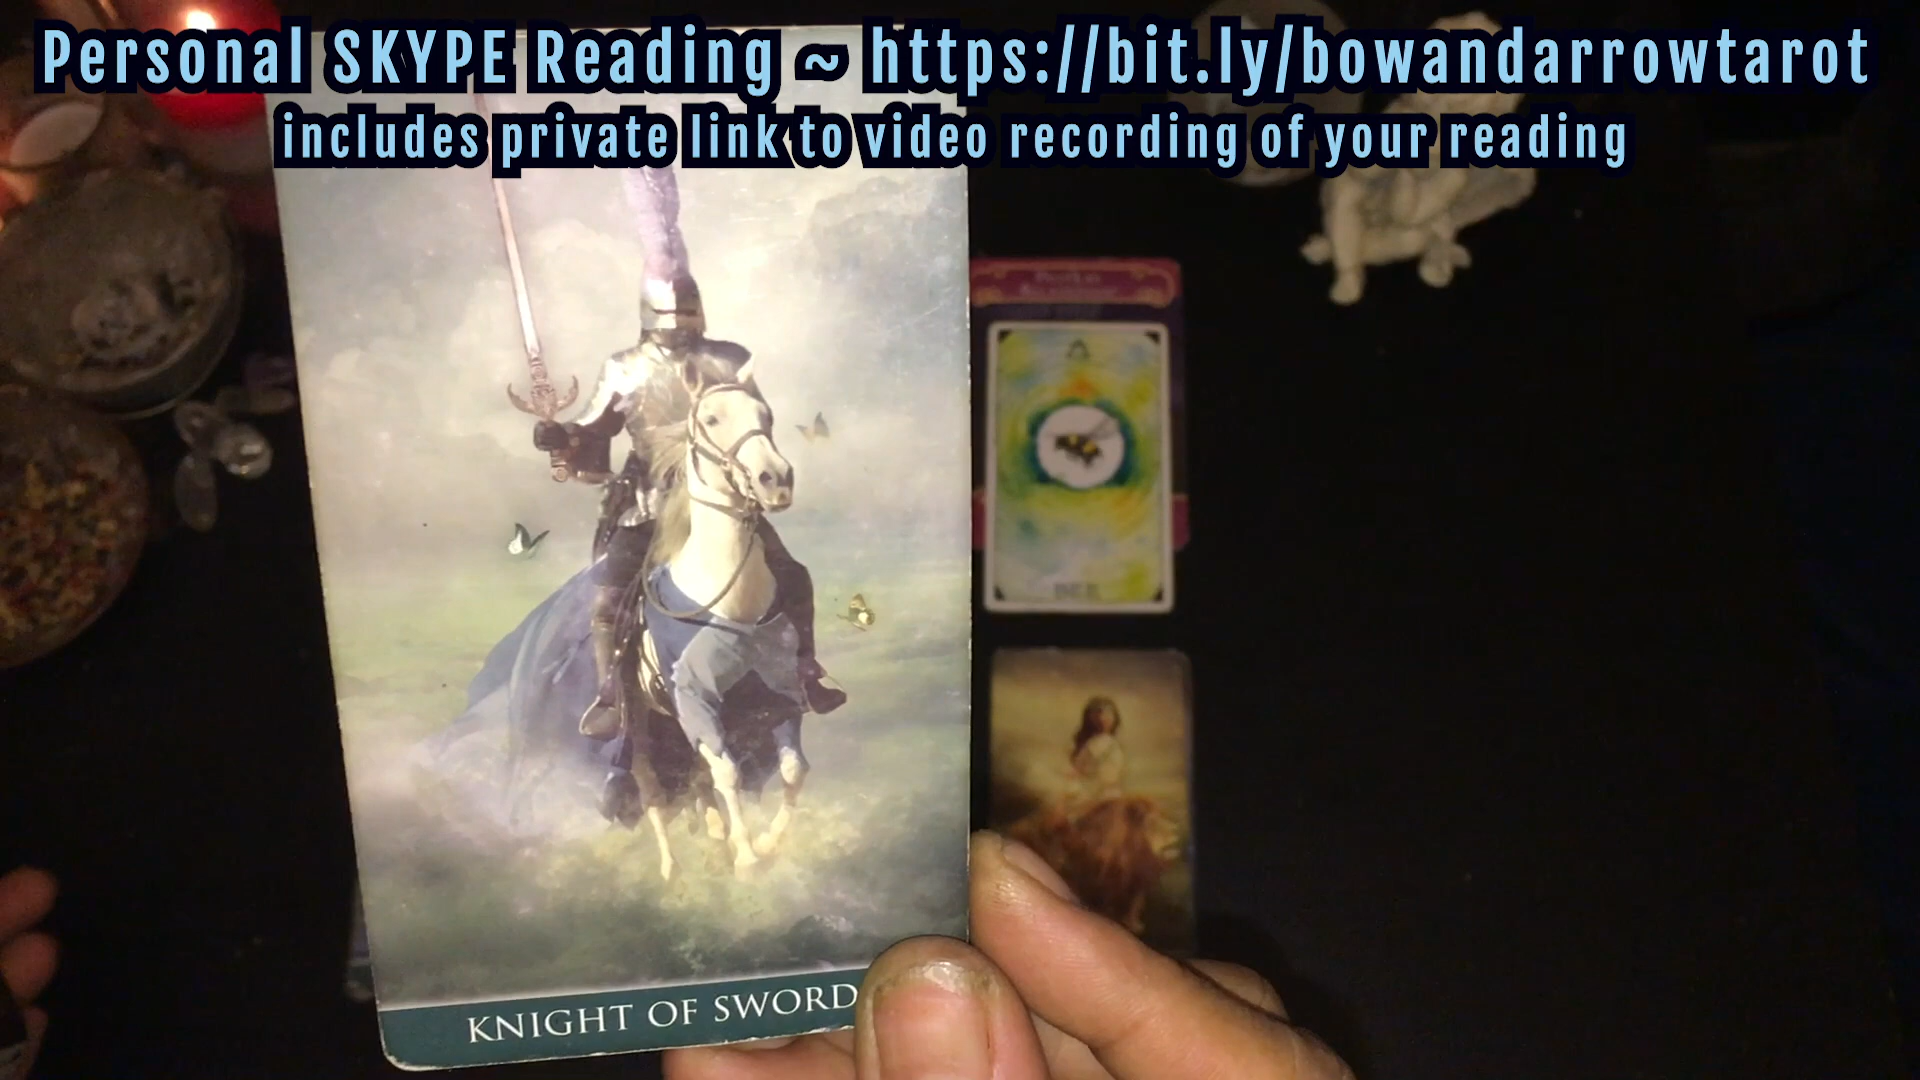 Personal SKYPE Reading ~ https://bit.ly/bowandarrowtarot
includes private link to video recording of your reading
KNIGHT OF SWORD